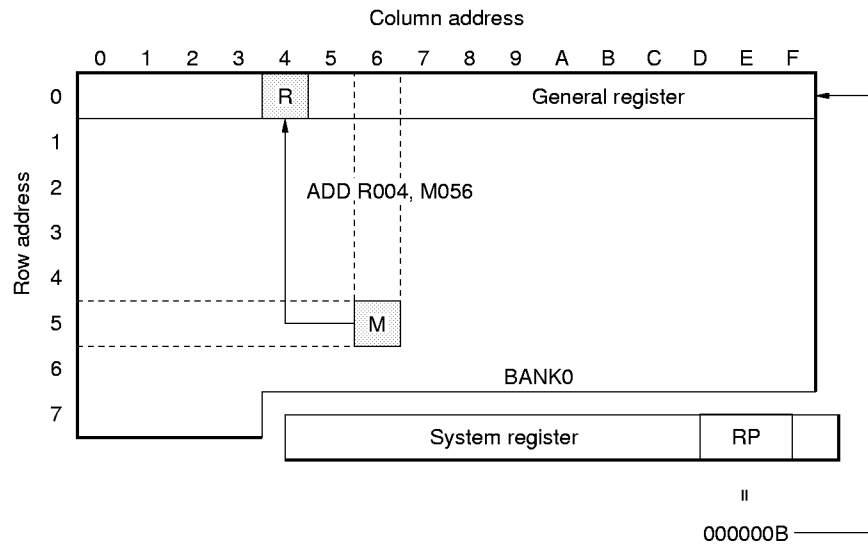 Column address
0 1 2 3 4 5 6 7 8 9 A B C D E F
Row address
0 R General register
1
2 ADD R004, M056
3
4
5 M
6 BANK0
7
System register RP
=
000000B